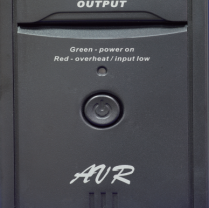 OUTPUT
Green - power on
Red - overheat / input low
AVR